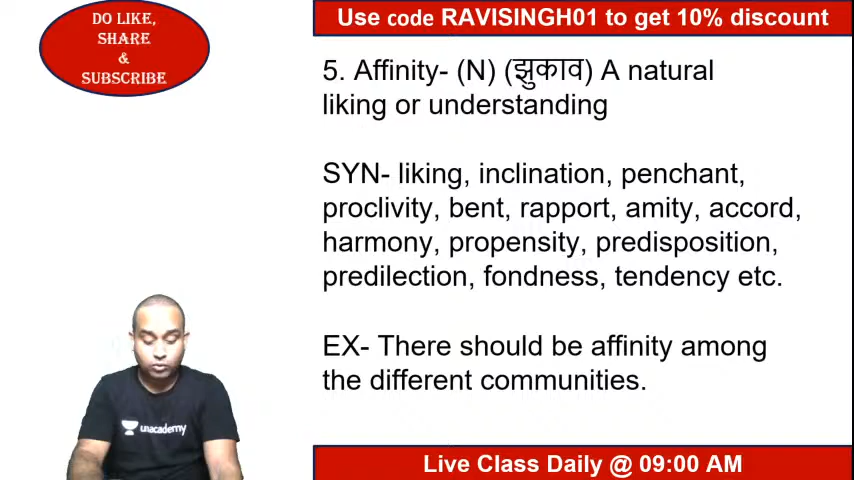 DO LIKE,
SHARE
&
SUBSCRIBE
Use code RAVISINGH01 to get 10% discount
5. Affinity- (N) (झुकाव) A natural
liking or understanding
SYN- liking, inclination, penchant,
proclivity, bent, rapport, amity, accord,
harmony, propensity, predisposition,
predilection, fondness, tendency etc.
EX- There should be affinity among
the different communities.
unacademy
Live Class Daily @ 09:00 AM